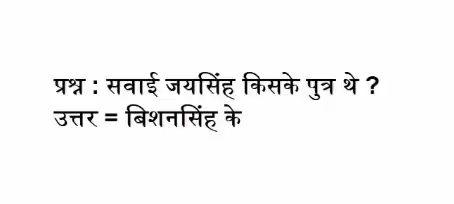 प्रश्न : सवाई जयसिंह किसके पुत्र थे ?
उत्तर = बिशनसिंह के